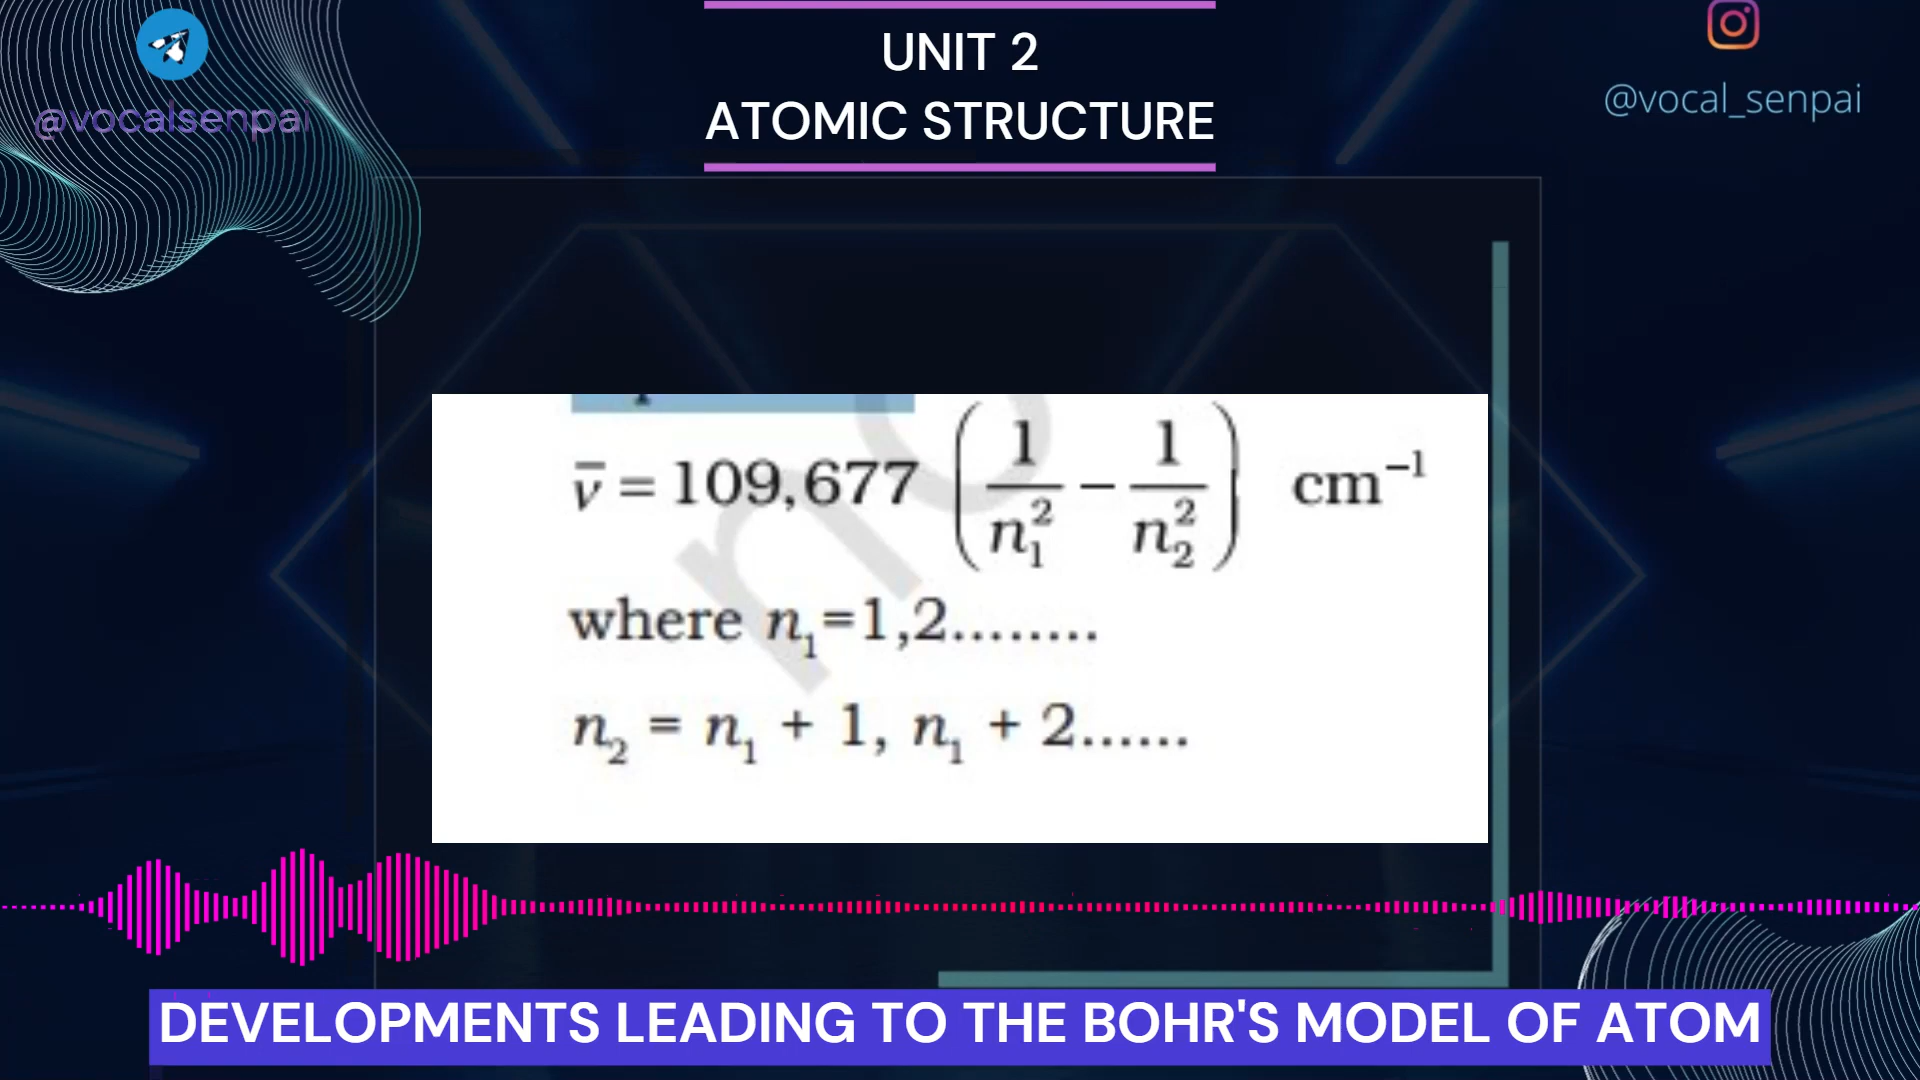 UNIT 2
ATOMIC STRUCTURE
@vocalsenpai
@vocal_senpai
no
ν̄ = 109,677 (1/n₁² − 1/n₂²) cm⁻¹
where n₁=1,2........
n₂ = n₁ + 1, n₁ + 2......
DEVELOPMENTS LEADING TO THE BOHR'S MODEL OF ATOM